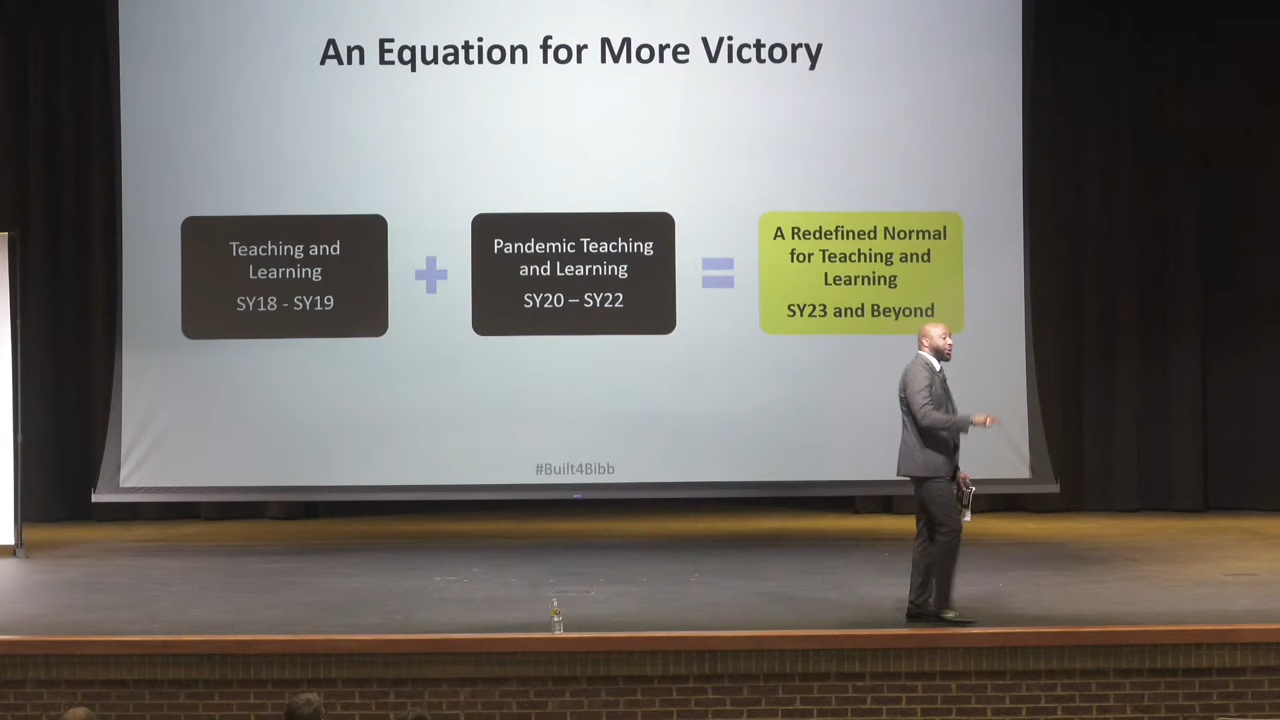 An Equation for More Victory
Teaching and
Learning
SY18 - SY19
+
Pandemic Teaching
and Learning
SY20 – SY22
=
A Redefined Normal
for Teaching and
Learning
SY23 and Beyond
#Built4Bibb